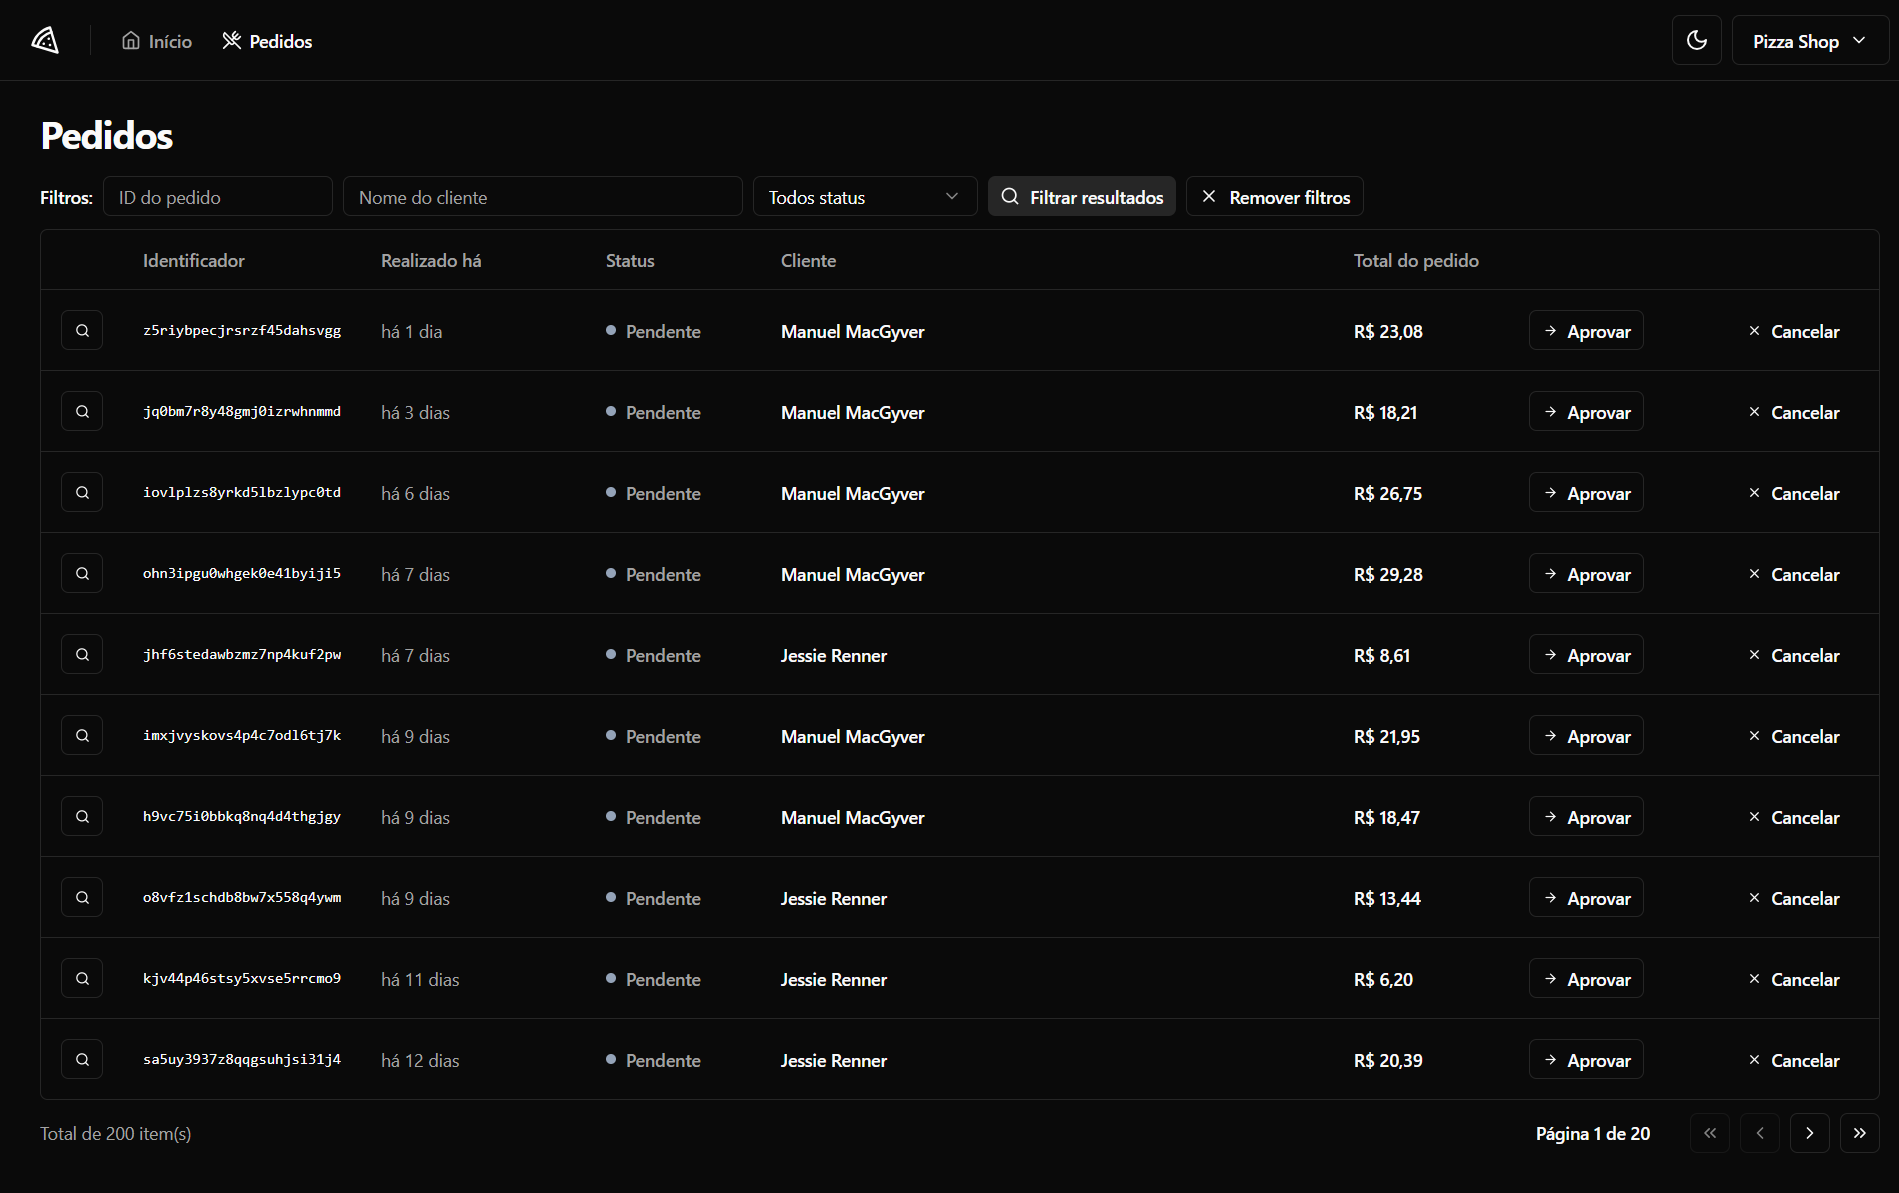 Início Pedidos Pizza Shop
Pedidos
Filtros: ID do pedido Nome do cliente Todos status Filtrar resultados Remover filtros
Identificador Realizado há Status Cliente Total do pedido
z5riybpecjrsrzf45dahsvgg há 1 dia Pendente Manuel MacGyver R$ 23,08 Aprovar Cancelar
jq0bm7r8y48gmj0izrwhnmmd há 3 dias Pendente Manuel MacGyver R$ 18,21 Aprovar Cancelar
iovlplzs8yrkd5lbzlypc0td há 6 dias Pendente Manuel MacGyver R$ 26,75 Aprovar Cancelar
ohn3ipgu0whgek0e41byiji5 há 7 dias Pendente Manuel MacGyver R$ 29,28 Aprovar Cancelar
jhf6stedawbzmz7np4kuf2pw há 7 dias Pendente Jessie Renner R$ 8,61 Aprovar Cancelar
imxjvyskovs4p4c7odl6tj7k há 9 dias Pendente Manuel MacGyver R$ 21,95 Aprovar Cancelar
h9vc75i0bbkq8nq4d4thgjgy há 9 dias Pendente Manuel MacGyver R$ 18,47 Aprovar Cancelar
o8vfz1schdb8bw7x558q4ywm há 9 dias Pendente Jessie Renner R$ 13,44 Aprovar Cancelar
kjv44p46stsy5xvse5rrcmo9 há 11 dias Pendente Jessie Renner R$ 6,20 Aprovar Cancelar
sa5uy3937z8qqgsuhjsi31j4 há 12 dias Pendente Jessie Renner R$ 20,39 Aprovar Cancelar
Total de 200 item(s) Página 1 de 20